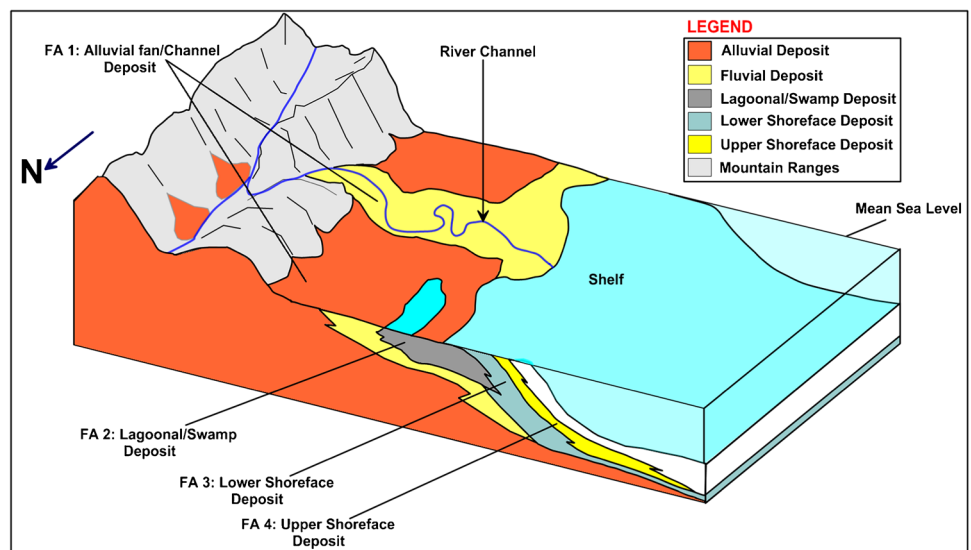 FA 1: Alluvial fan/Channel
Deposit
River Channel
LEGEND
Alluvial Deposit
Fluvial Deposit
Lagoonal/Swamp Deposit
Lower Shoreface Deposit
Upper Shoreface Deposit
Mountain Ranges
N
Mean Sea Level
Shelf
FA 2: Lagoonal/Swamp
Deposit
FA 3: Lower Shoreface
Deposit
FA 4: Upper Shoreface
Deposit